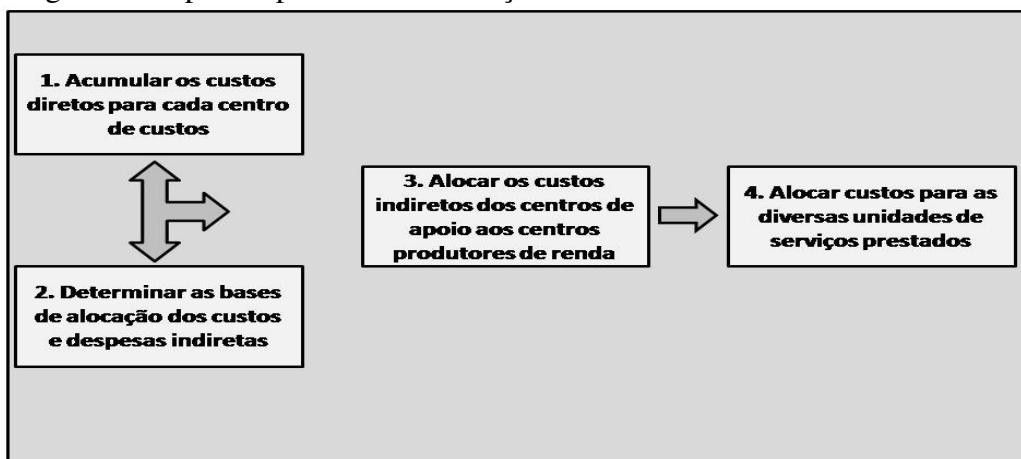 1. Acumular os custos
diretos para cada centro
de custos
2. Determinar as bases
de alocação dos custos
e despesas indiretas
3. Alocar os custos
indiretos dos centros de
apoio aos centros
produtores de renda
4. Alocar custos para as
diversas unidades de
serviços prestados